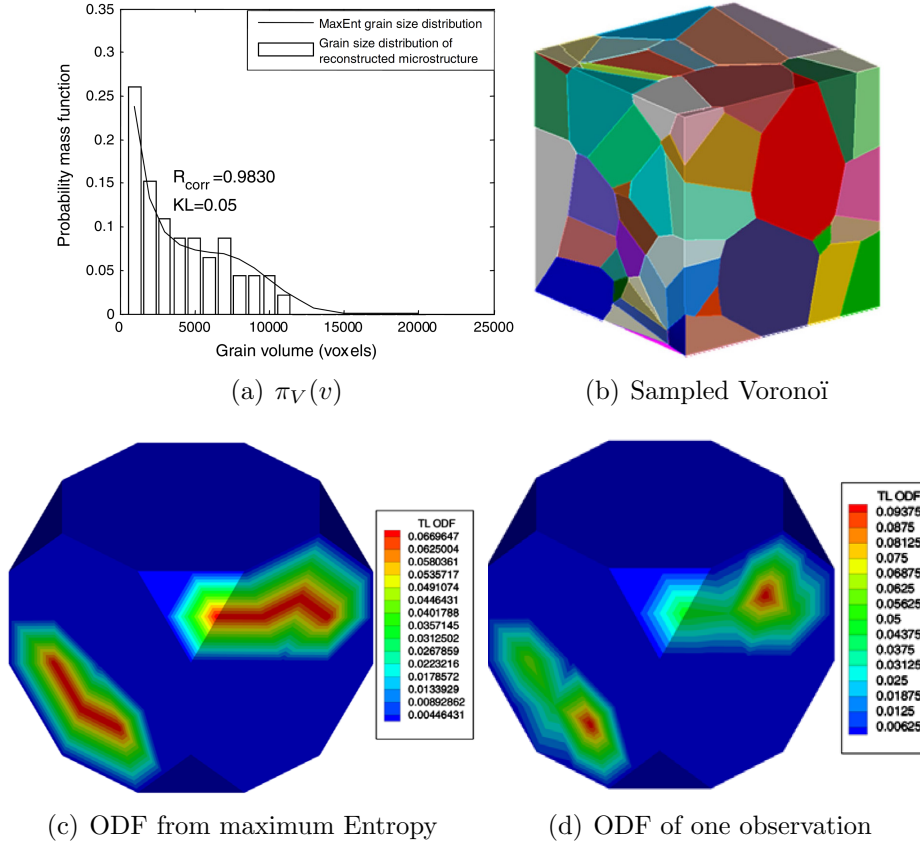 0.35
0.3
0.25
0.2
0.15
0.1
0.05
0
Probability mass function
MaxEnt grain size distribution
Grain size distribution of
reconstructed microstructure
R_corr=0.9830
KL=0.05
0 5000 10000 15000 20000 25000
Grain volume (voxels)
(a) π_V(v)
(b) Sampled Voronoï
TL ODF
0.0669647
0.0625004
0.0580361
0.0535717
0.0491074
0.0446431
0.0401788
0.0357145
0.0312502
0.0267859
0.0223216
0.0178572
0.0133929
0.00892862
0.00446431
TL ODF
0.09375
0.0875
0.08125
0.075
0.06875
0.0625
0.05625
0.05
0.04375
0.0375
0.03125
0.025
0.01875
0.0125
0.00625
(c) ODF from maximum Entropy
(d) ODF of one observation